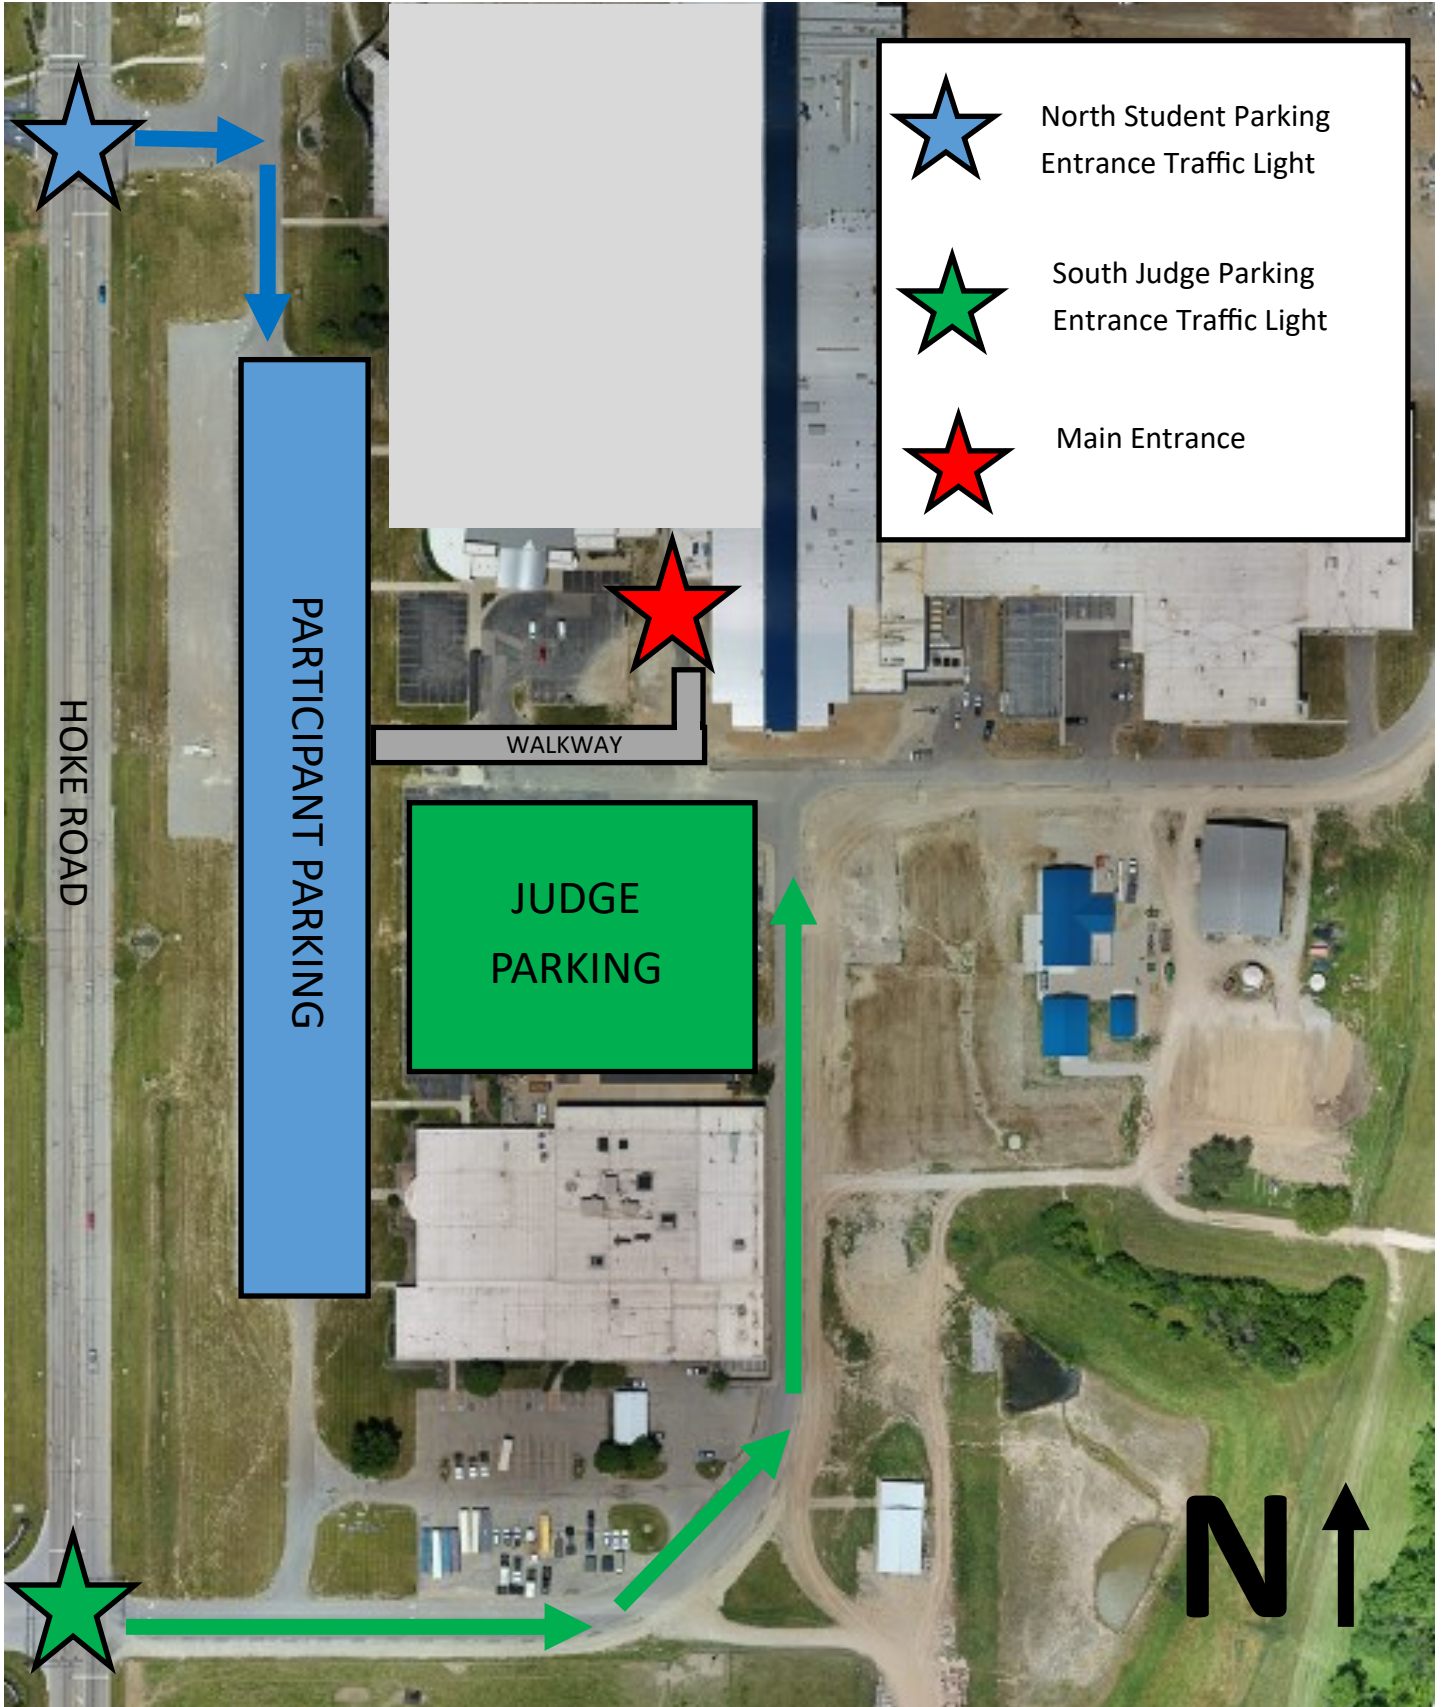 North Student Parking
Entrance Traffic Light
South Judge Parking
Entrance Traffic Light
Main Entrance
PARTICIPANT PARKING
HOKE ROAD
WALKWAY
JUDGE
PARKING
N